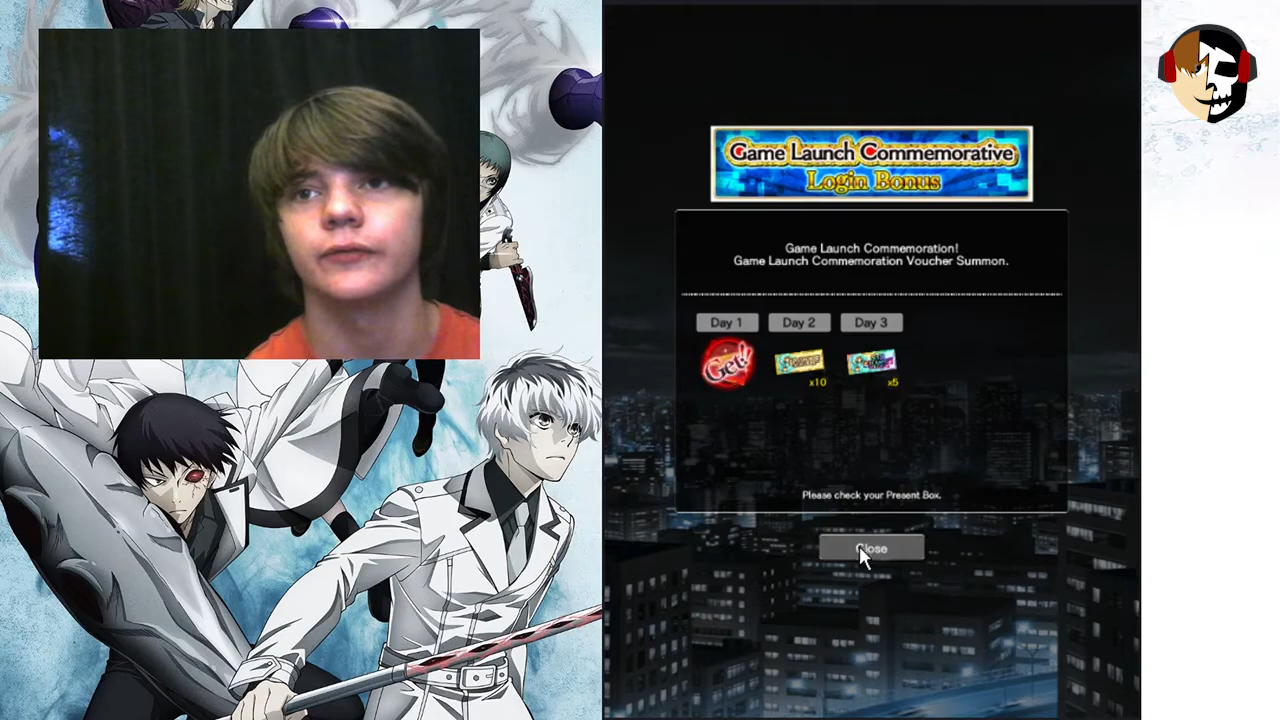 Game Launch Commemorative
Login Bonus
Game Launch Commemoration!
Game Launch Commemoration Voucher Summon.
Day 1 Day 2 Day 3
Get!!
x10 x5
Please check your Present Box.
Close